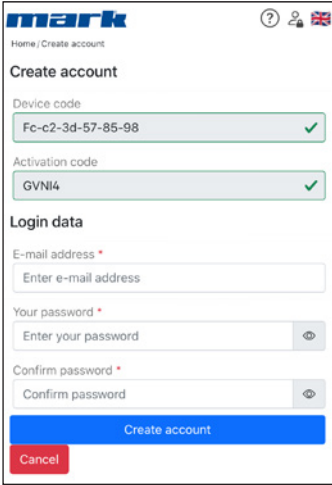 mark
Home / Create account
Create account
Device code
Fc-c2-3d-57-85-98
Activation code
GVNI4
Login data
E-mail address *
Enter e-mail address
Your password *
Enter your password
Confirm password *
Confirm password
Create account
Cancel